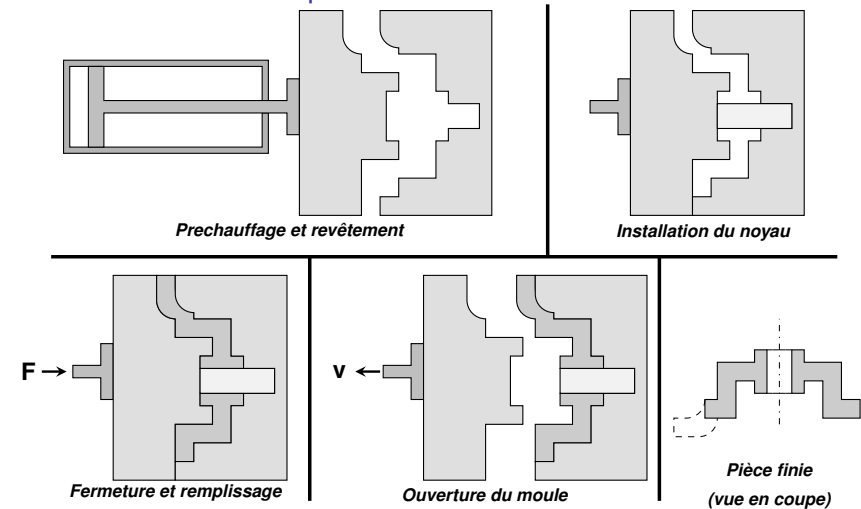 Prechauffage et revêtement
Installation du noyau
F
v
Fermeture et remplissage
Ouverture du moule
Pièce finie
(vue en coupe)